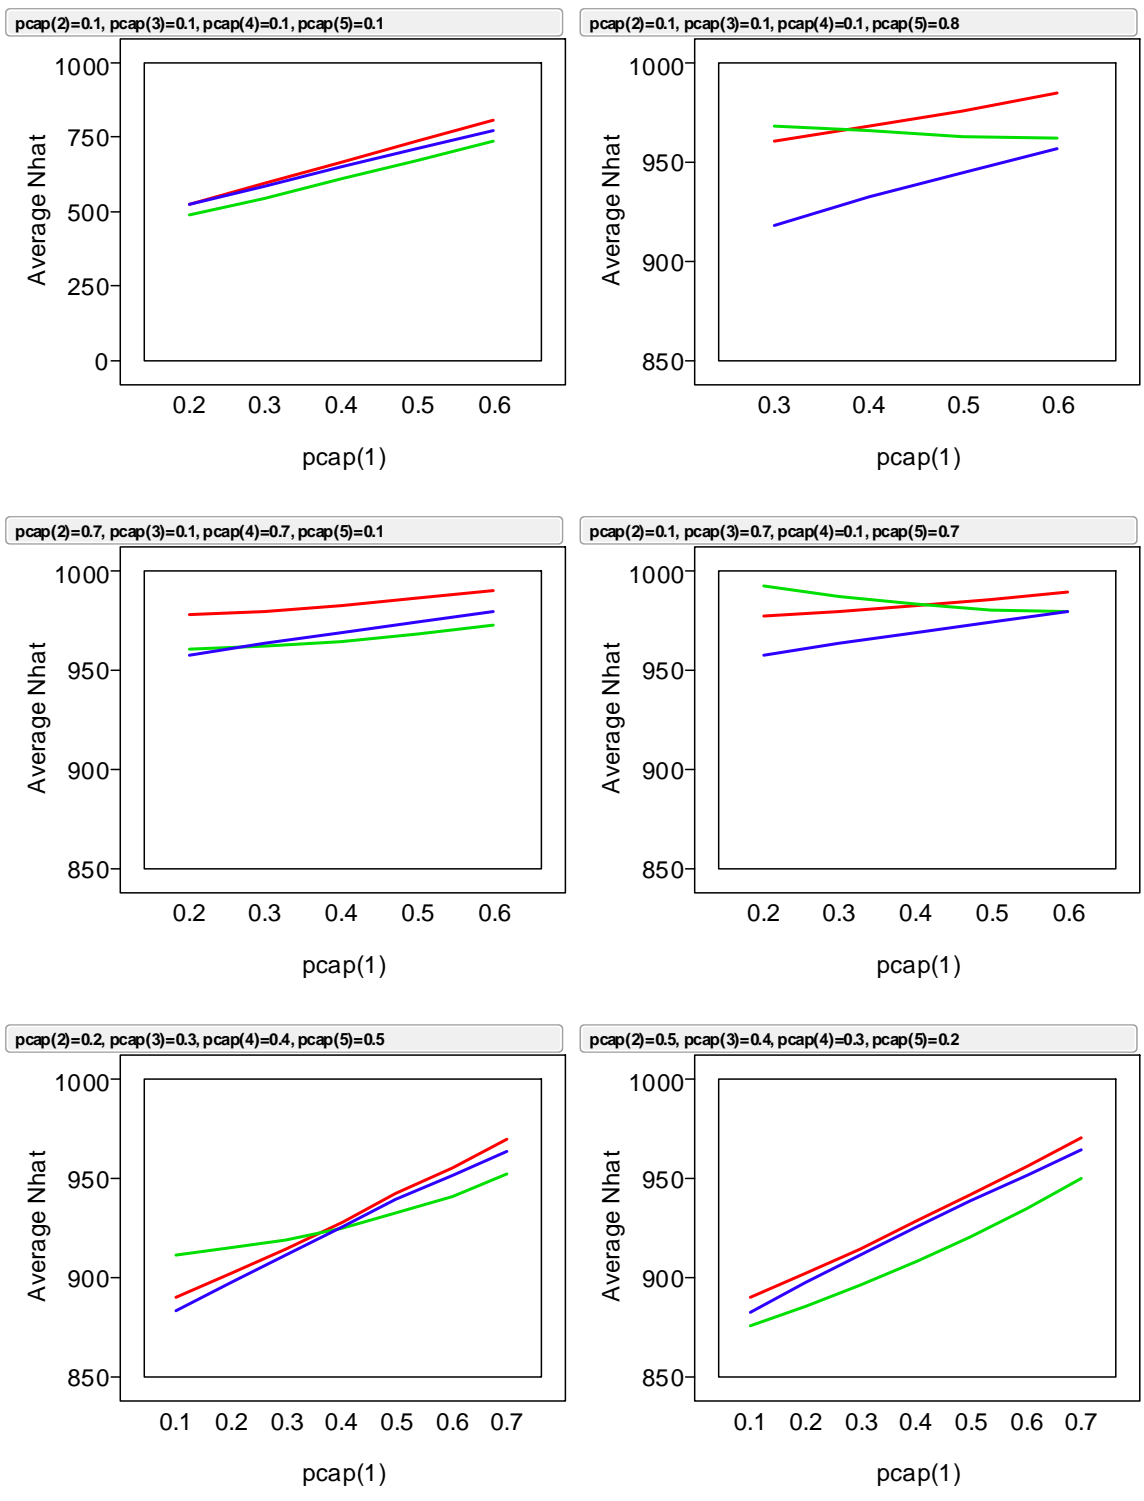 pcap(2)=0.1, pcap(3)=0.1, pcap(4)=0.1, pcap(5)=0.1
1000
750
500
250
0
Average Nhat
0.2 0.3 0.4 0.5 0.6
pcap(1)
pcap(2)=0.1, pcap(3)=0.1, pcap(4)=0.1, pcap(5)=0.8
1000
950
900
850
Average Nhat
0.3 0.4 0.5 0.6
pcap(1)
pcap(2)=0.7, pcap(3)=0.1, pcap(4)=0.7, pcap(5)=0.1
1000
950
900
850
Average Nhat
0.2 0.3 0.4 0.5 0.6
pcap(1)
pcap(2)=0.1, pcap(3)=0.7, pcap(4)=0.1, pcap(5)=0.7
1000
950
900
850
Average Nhat
0.2 0.3 0.4 0.5 0.6
pcap(1)
pcap(2)=0.2, pcap(3)=0.3, pcap(4)=0.4, pcap(5)=0.5
1000
950
900
850
Average Nhat
0.1 0.2 0.3 0.4 0.5 0.6 0.7
pcap(1)
pcap(2)=0.5, pcap(3)=0.4, pcap(4)=0.3, pcap(5)=0.2
1000
950
900
850
Average Nhat
0.1 0.2 0.3 0.4 0.5 0.6 0.7
pcap(1)